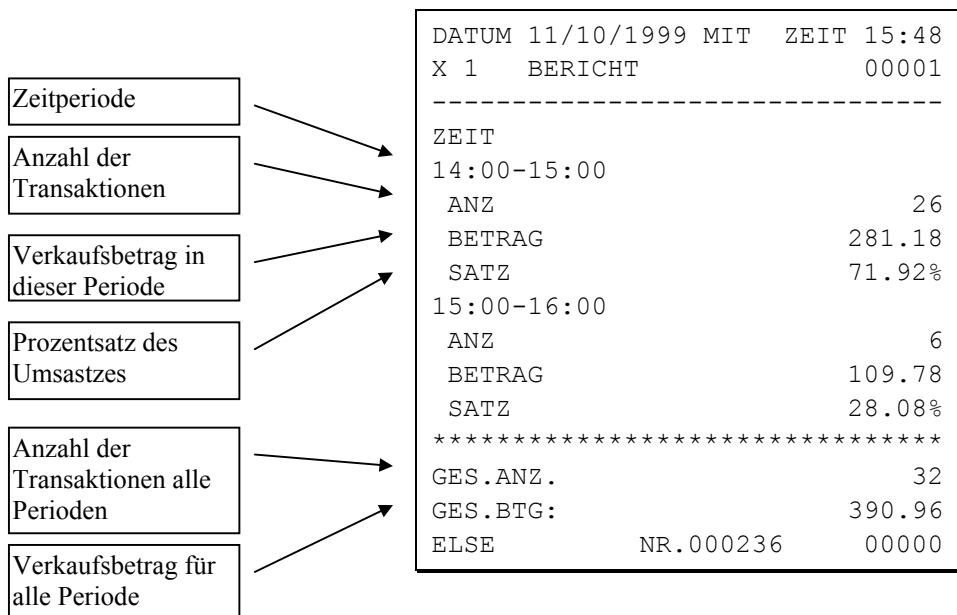 Zeitperiode
Anzahl der
Transaktionen
Verkaufsbetrag in
dieser Periode
Prozentsatz des
Umsastzes
Anzahl der
Transaktionen alle
Perioden
Verkaufsbetrag für
alle Periode
DATUM 11/10/1999 MIT ZEIT 15:48
X 1 BERICHT 00001
--------------------------------
ZEIT
14:00-15:00
ANZ 26
BETRAG 281.18
SATZ 71.92%
15:00-16:00
ANZ 6
BETRAG 109.78
SATZ 28.08%
********************************
GES.ANZ. 32
GES.BTG: 390.96
ELSE NR.000236 00000